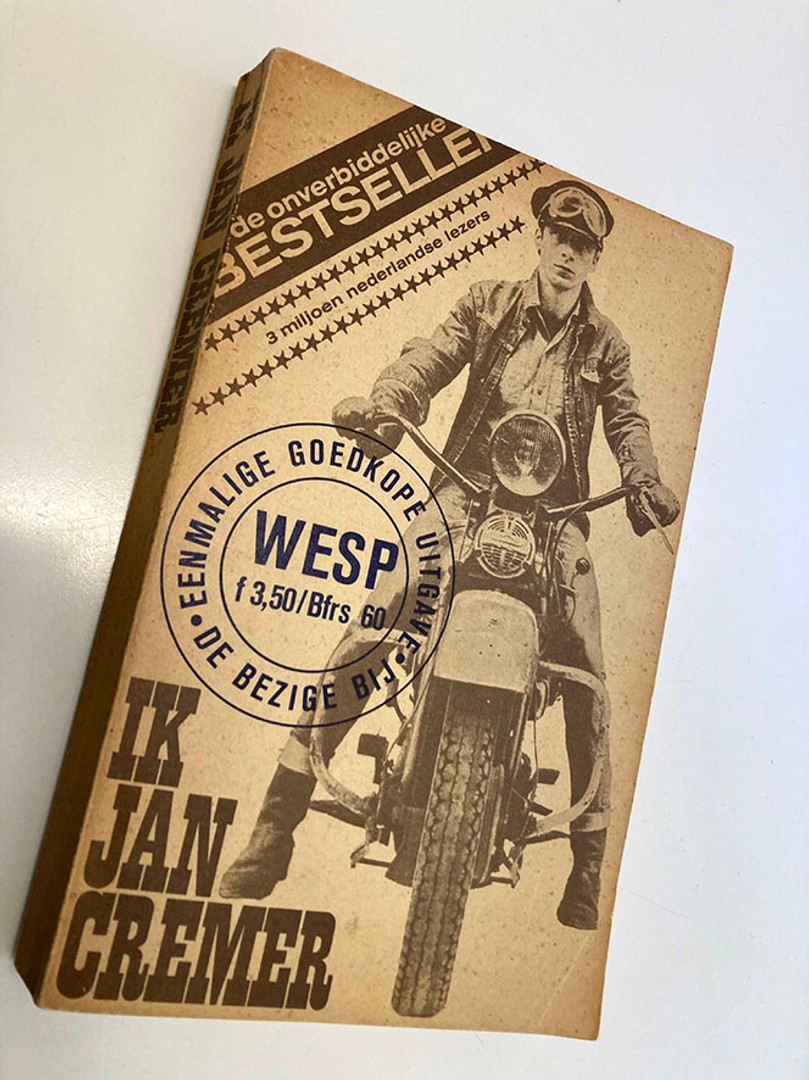 de onverbiddelijke
BESTSELLER
3 miljoen nederlandse lezers
• EENMALIGE GOEDKOPE UITGAVE •
WESP
f 3,50/Bfrs 60
DE BEZIGE BIJ
IK
JAN
CREMER
IK JAN CREMER